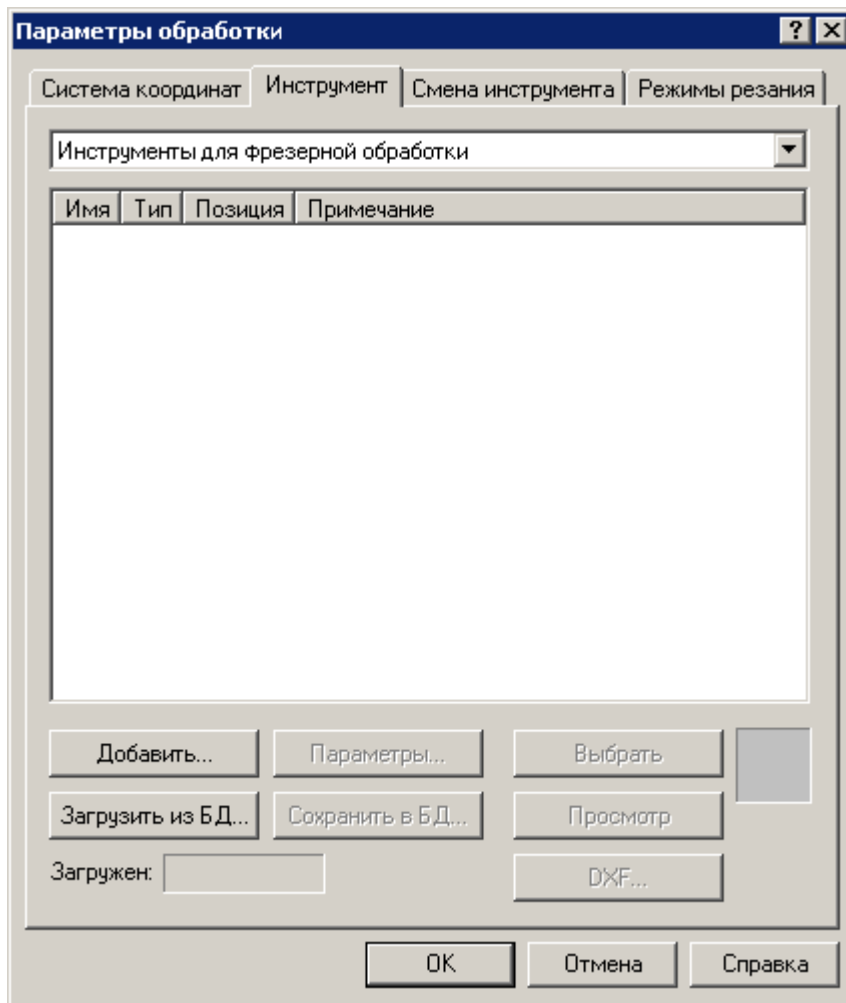 Параметры обработки
Система координат Инструмент Смена инструмента Режимы резания
Инструменты для фрезерной обработки
Имя Тип Позиция Примечание
Добавить... Параметры... Выбрать
Загрузить из БД... Сохранить в БД... Просмотр
Загружен: DXF...
OK Отмена Справка